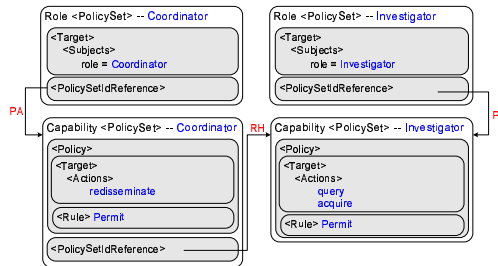 Role <PolicySet> -- Coordinator
<Target>
<Subjects>
role = Coordinator
<PolicySetIdReference>
Role <PolicySet> -- Investigator
<Target>
<Subjects>
role = Investigator
<PolicySetIdReference>
PA
RH
P
Capability <PolicySet> -- Coordinator
<Policy>
<Target>
<Actions>
redisseminate
<Rule> Permit
<PolicySetIdReference>
Capability <PolicySet> -- Investigator
<Policy>
<Target>
<Actions>
query
acquire
<Rule> Permit